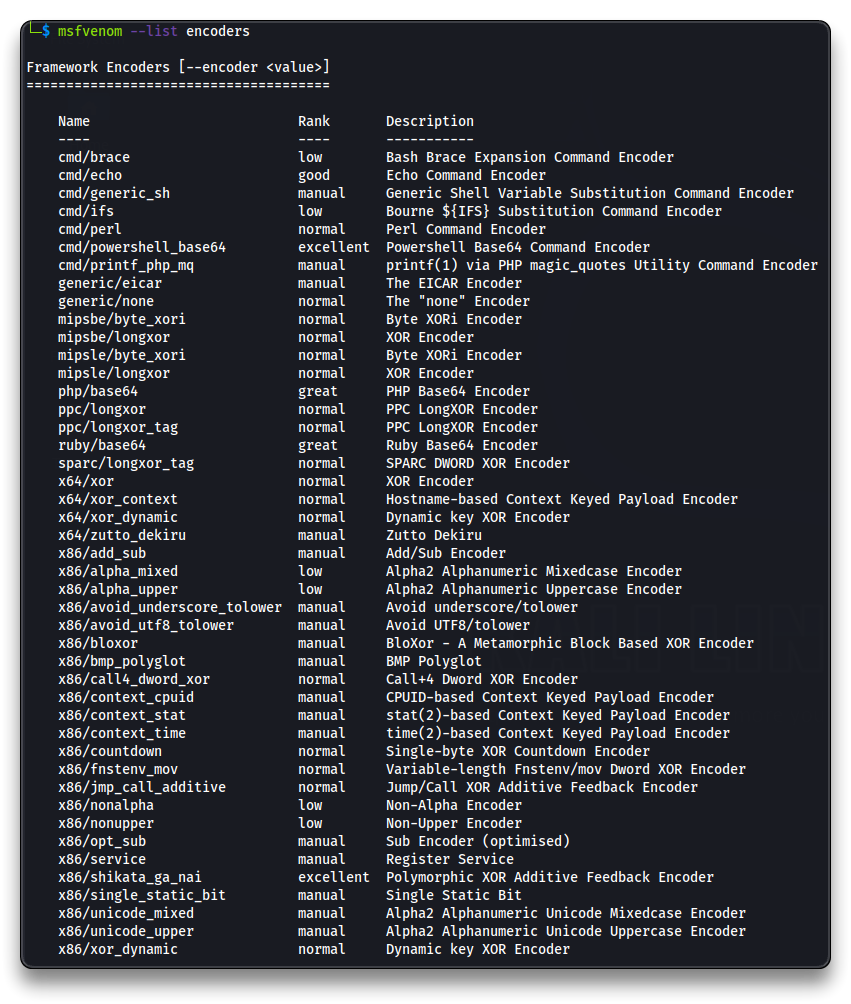 └─$ msfvenom --list encoders
Framework Encoders [--encoder <value>]
======================================
Name Rank Description
---- ---- -----------
cmd/brace low Bash Brace Expansion Command Encoder
cmd/echo good Echo Command Encoder
cmd/generic_sh manual Generic Shell Variable Substitution Command Encoder
cmd/ifs low Bourne ${IFS} Substitution Command Encoder
cmd/perl normal Perl Command Encoder
cmd/powershell_base64 excellent Powershell Base64 Command Encoder
cmd/printf_php_mq manual printf(1) via PHP magic_quotes Utility Command Encoder
generic/eicar manual The EICAR Encoder
generic/none normal The "none" Encoder
mipsbe/byte_xori normal Byte XORi Encoder
mipsbe/longxor normal XOR Encoder
mipsle/byte_xori normal Byte XORi Encoder
mipsle/longxor normal XOR Encoder
php/base64 great PHP Base64 Encoder
ppc/longxor normal PPC LongXOR Encoder
ppc/longxor_tag normal PPC LongXOR Encoder
ruby/base64 great Ruby Base64 Encoder
sparc/longxor_tag normal SPARC DWORD XOR Encoder
x64/xor normal XOR Encoder
x64/xor_context normal Hostname-based Context Keyed Payload Encoder
x64/xor_dynamic normal Dynamic key XOR Encoder
x64/zutto_dekiru manual Zutto Dekiru
x86/add_sub manual Add/Sub Encoder
x86/alpha_mixed low Alpha2 Alphanumeric Mixedcase Encoder
x86/alpha_upper low Alpha2 Alphanumeric Uppercase Encoder
x86/avoid_underscore_tolower manual Avoid underscore/tolower
x86/avoid_utf8_tolower manual Avoid UTF8/tolower
x86/bloxor manual BloXor - A Metamorphic Block Based XOR Encoder
x86/bmp_polyglot manual BMP Polyglot
x86/call4_dword_xor normal Call+4 Dword XOR Encoder
x86/context_cpuid manual CPUID-based Context Keyed Payload Encoder
x86/context_stat manual stat(2)-based Context Keyed Payload Encoder
x86/context_time manual time(2)-based Context Keyed Payload Encoder
x86/countdown normal Single-byte XOR Countdown Encoder
x86/fnstenv_mov normal Variable-length Fnstenv/mov Dword XOR Encoder
x86/jmp_call_additive normal Jump/Call XOR Additive Feedback Encoder
x86/nonalpha low Non-Alpha Encoder
x86/nonupper low Non-Upper Encoder
x86/opt_sub manual Sub Encoder (optimised)
x86/service manual Register Service
x86/shikata_ga_nai excellent Polymorphic XOR Additive Feedback Encoder
x86/single_static_bit manual Single Static Bit
x86/unicode_mixed manual Alpha2 Alphanumeric Unicode Mixedcase Encoder
x86/unicode_upper manual Alpha2 Alphanumeric Unicode Uppercase Encoder
x86/xor_dynamic normal Dynamic key XOR Encoder